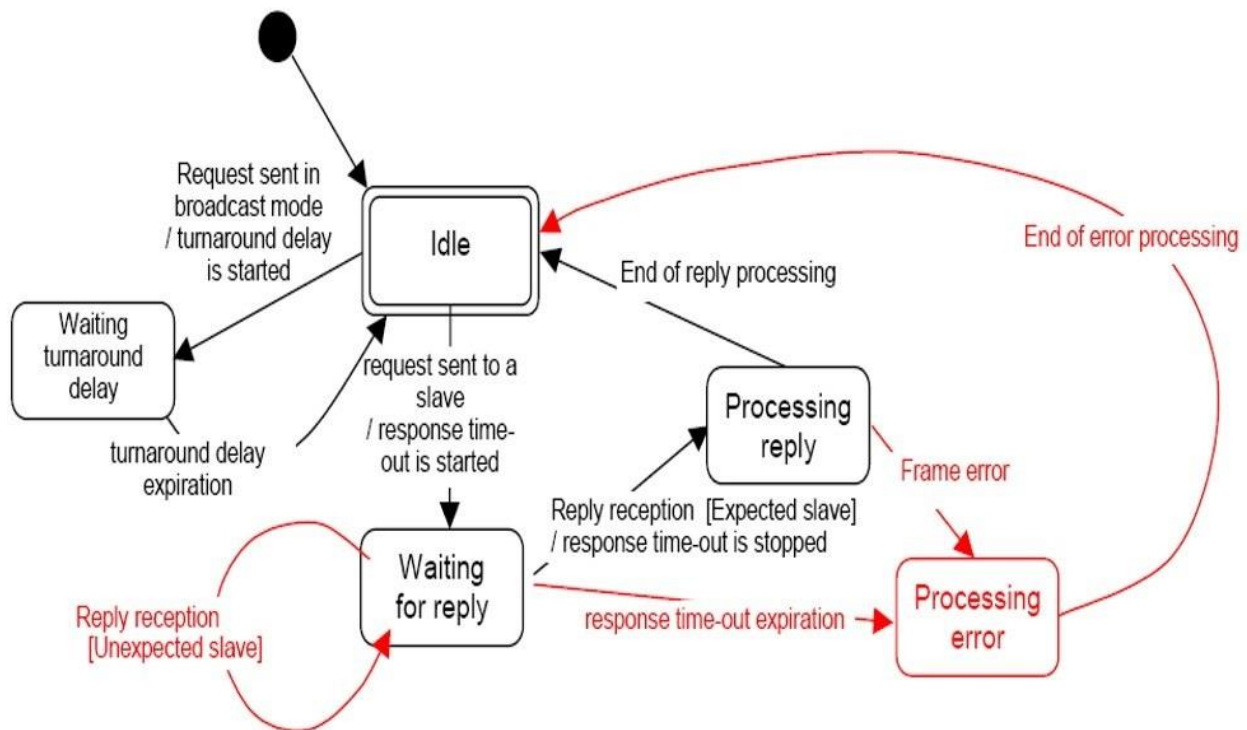 Request sent in
broadcast mode
/ turnaround delay
is started
Idle
End of error processing
End of reply processing
Waiting
turnaround
delay
request sent to a
slave
/ response time-
out is started
Processing
reply
turnaround delay
expiration
Frame error
Reply reception [Expected slave]
/ response time-out is stopped
Waiting
for reply
Reply reception
[Unexpected slave]
response time-out expiration
Processing
error